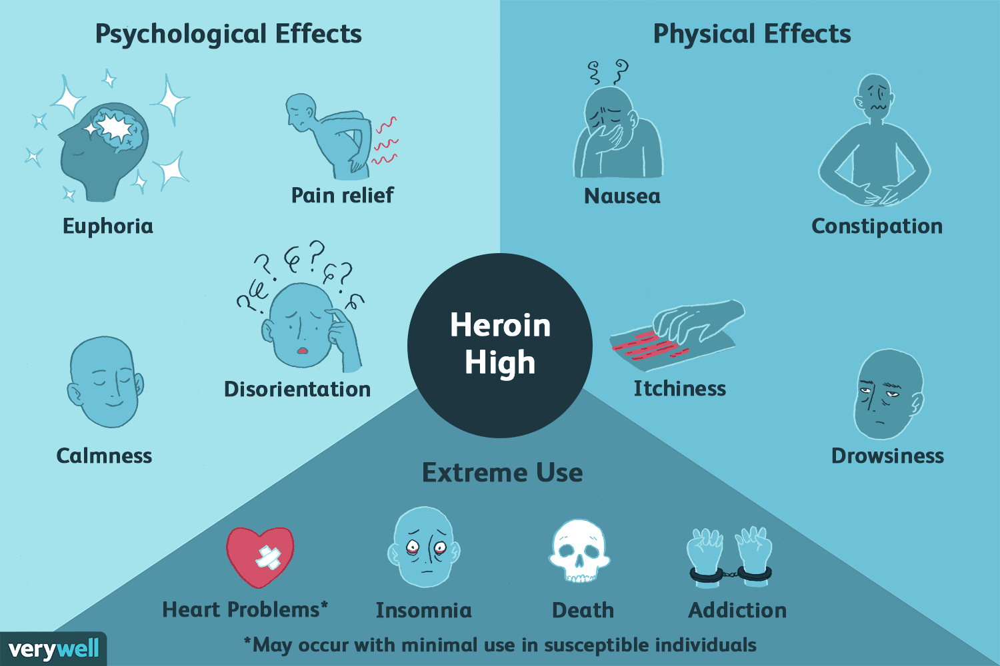 Psychological Effects
Euphoria
Pain relief
Disorientation
Calmness
Physical Effects
Nausea
Constipation
Itchiness
Drowsiness
Heroin
High
Extreme Use
Heart Problems*
Insomnia
Death
Addiction
*May occur with minimal use in susceptible individuals
verywell